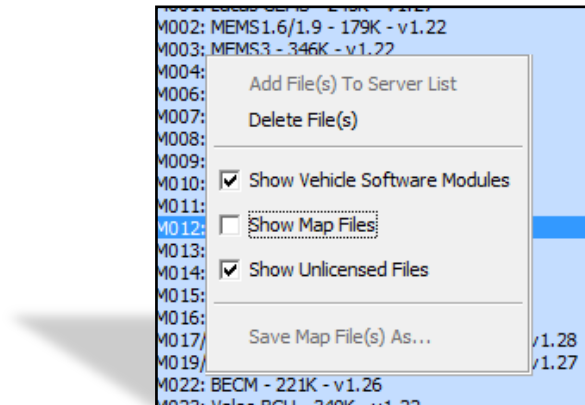 M002: MEMS1.6/1.9 - 179K - v1.22
M003: MEMS3 - 346K - v1.22
M004:
Add File(s) To Server List
M006:
M007:
Delete File(s)
M008:
M009:
M010:
Show Vehicle Software Modules
M011:
M012:
Show Map Files
M013:
M014:
Show Unlicensed Files
M015:
M016:
M017/
Save Map File(s) As...
v1.28
M019/
v1.27
M022: BECM - 221K - v1.26